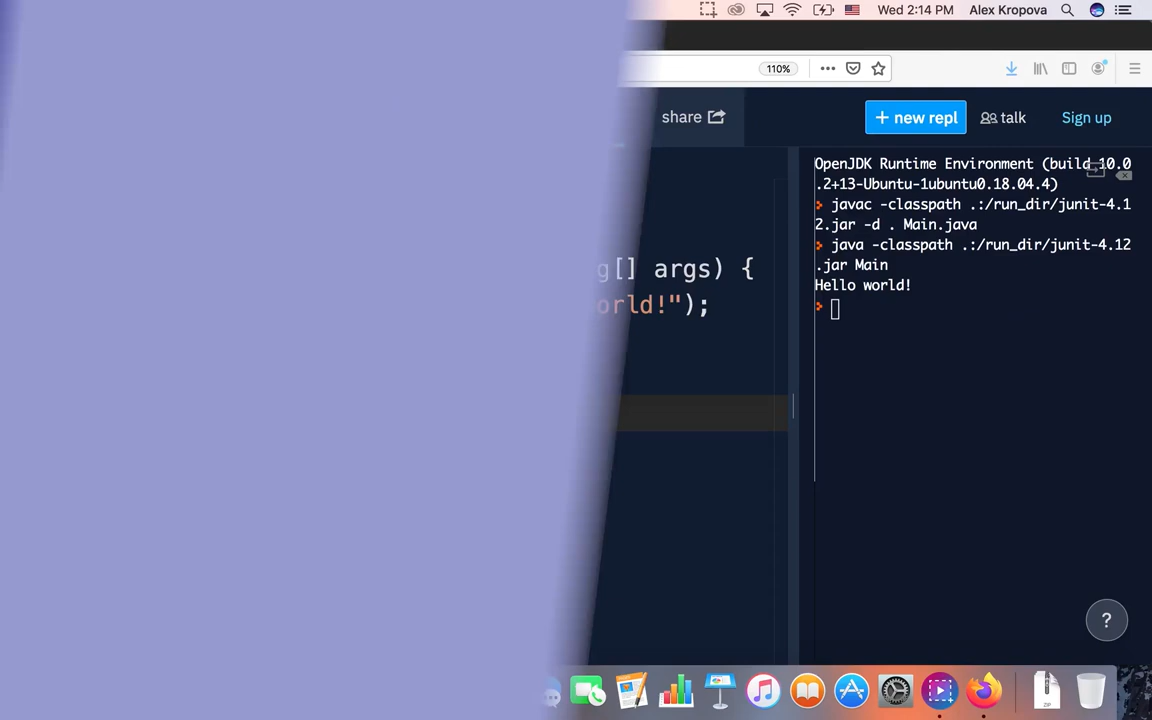 Wed 2:14 PM Alex Kropova
110%
share
+ new repl
talk
Sign up
OpenJDK Runtime Environment (build 10.0
.2+13-Ubuntu-1ubuntu0.18.04.4)
javac -classpath .:/run_dir/junit-4.1
2.jar -d . Main.java
java -classpath .:/run_dir/junit-4.12
.jar Main
Hello world!
g[] args) {
orld!");
?
ZIP